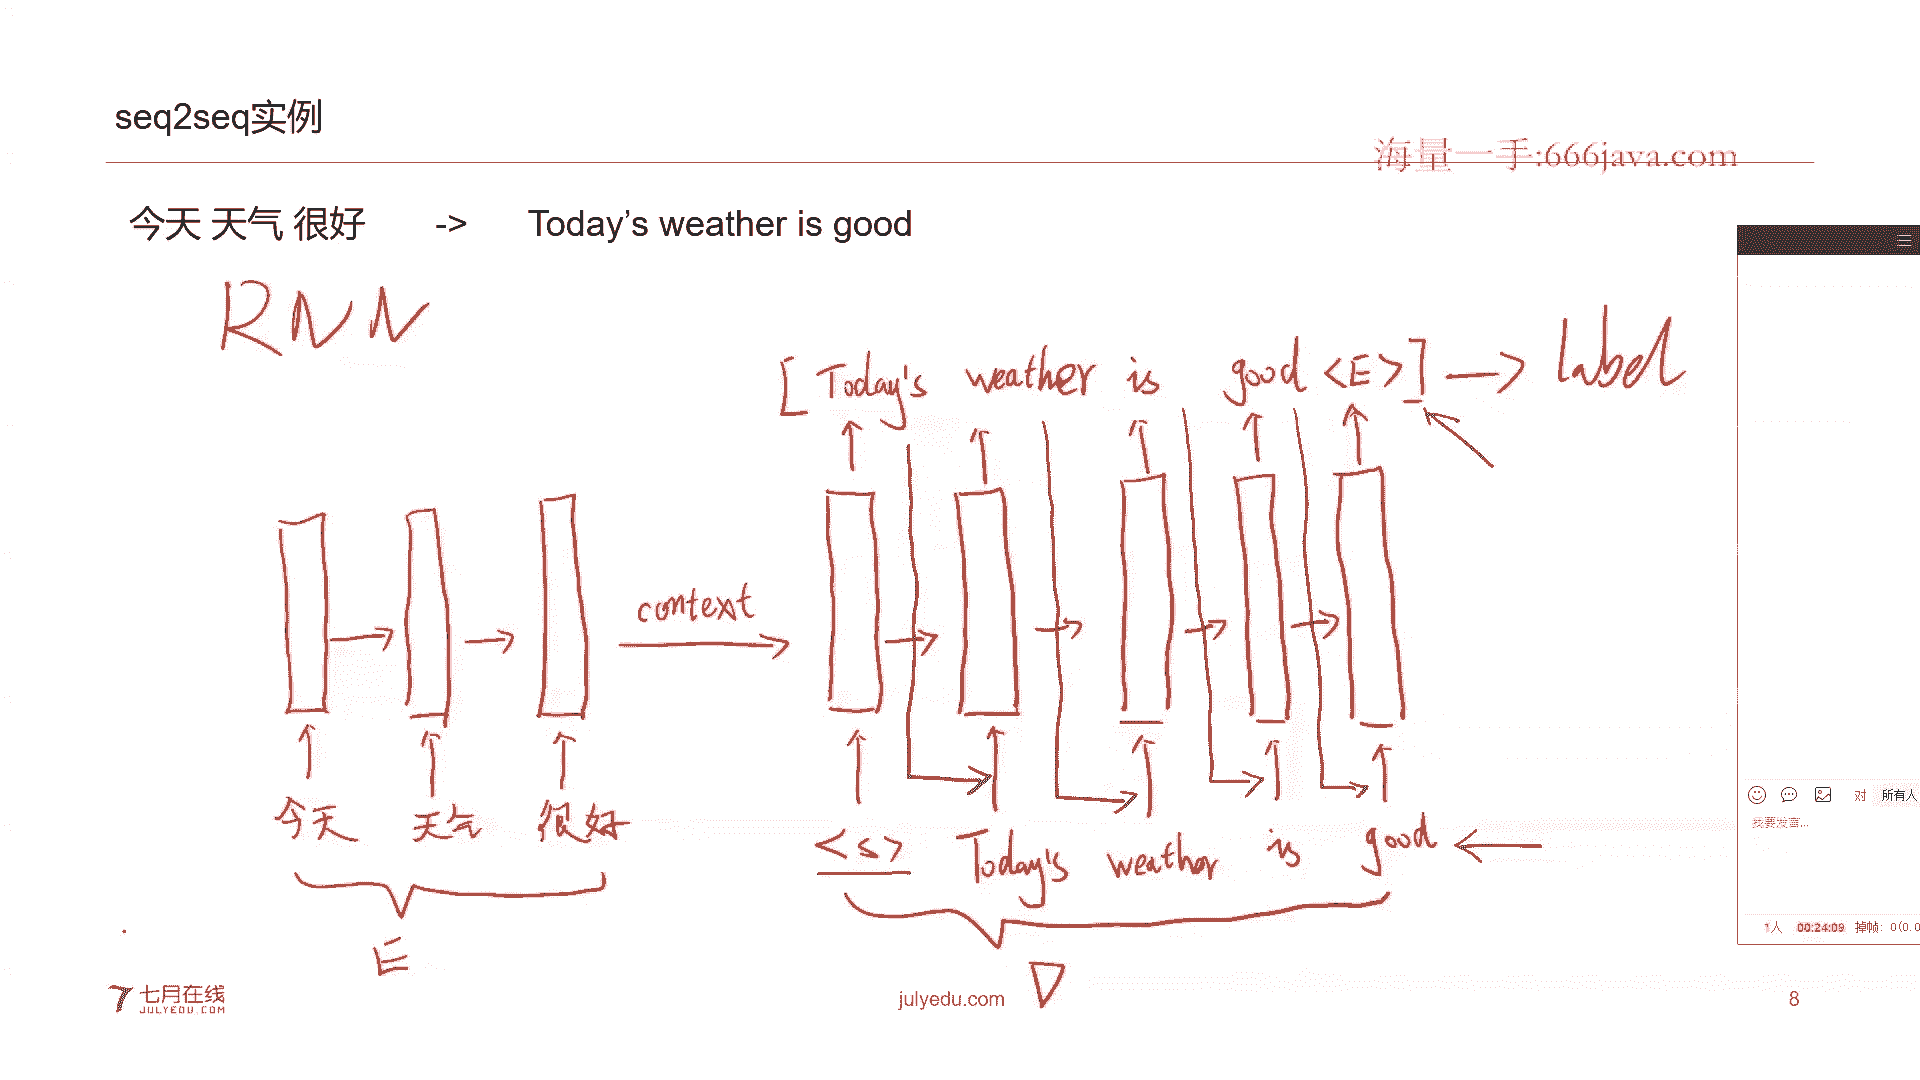 seq2seq实例
海量一手:666java.com
今天 天气 很好 -> Today's weather is good
RNN
[Today's weather is good <E>] → label
context
今天 天气 很好
<s> Today's weather is good
E
D
对 所有人
我要发言...
1人 00:24:09 掉帧: 0(0.0
七月在线
JULYEDU.COM
julyedu.com
8